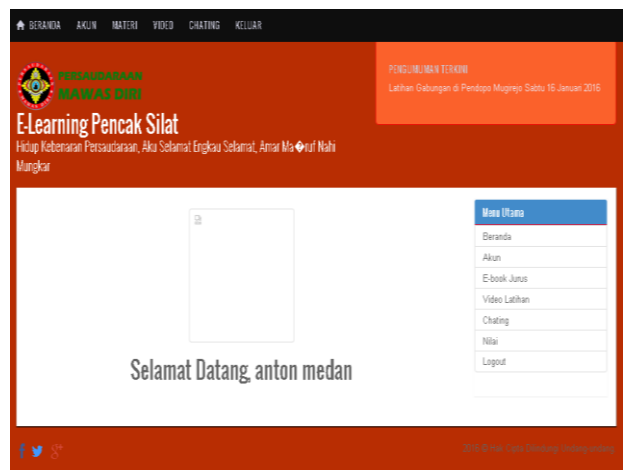 BERANDA AKUN MATERI VIDEO CHATING KELUAR
PENGUMUMAN TERKINI
Latihan Gabungan di Pendopo Mugirejo Sabtu 16 Januari 2016
PERSAUDARAAN
MAWAS DIRI
E-Learning Pencak Silat
Hidup Kebenaran Persaudaraan, Aku Selamat Engkau Selamat, Amar Ma�ruf Nahi
Mungkar
Menu Utama
Beranda
Akun
E-book Jurus
Video Latihan
Chating
Nilai
Logout
Selamat Datang, anton medan